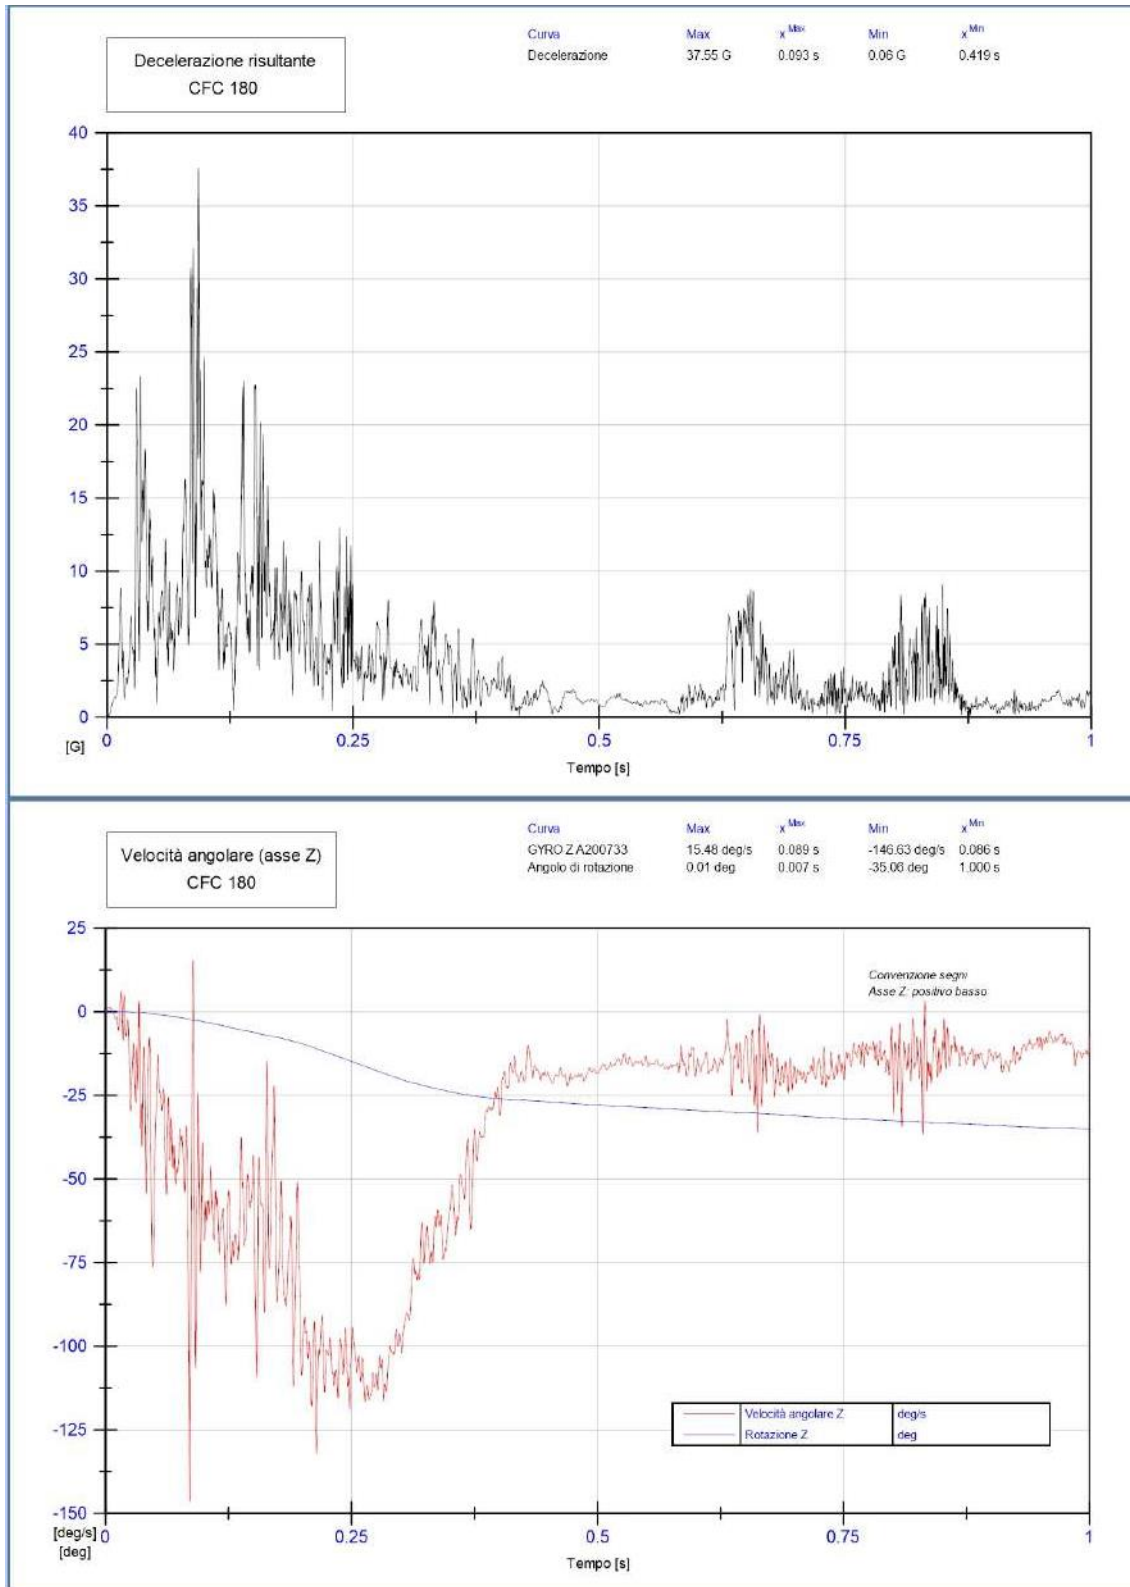 Decelerazione risultante
CFC 180
Curva Max x Max Min x Min
Decelerazione 37.55 G 0.093 s 0.06 G 0.419 s
40
35
30
25
20
15
10
5
0
[G]
0 0.25 0.5 0.75 1
Tempo [s]
Velocità angolare (asse Z)
CFC 180
Curva Max x Max Min x Min
GYRO Z A200733 15.48 deg/s 0.089 s -146.63 deg/s 0.086 s
Angolo di rotazione 0.01 deg 0.007 s -35.06 deg 1.000 s
Convenzione segni
Asse Z: positivo basso
25
0
-25
-50
-75
-100
-125
-150
Velocità angolare Z deg/s
Rotazione Z deg
[deg/s]
[deg]
0 0.25 0.5 0.75 1
Tempo [s]